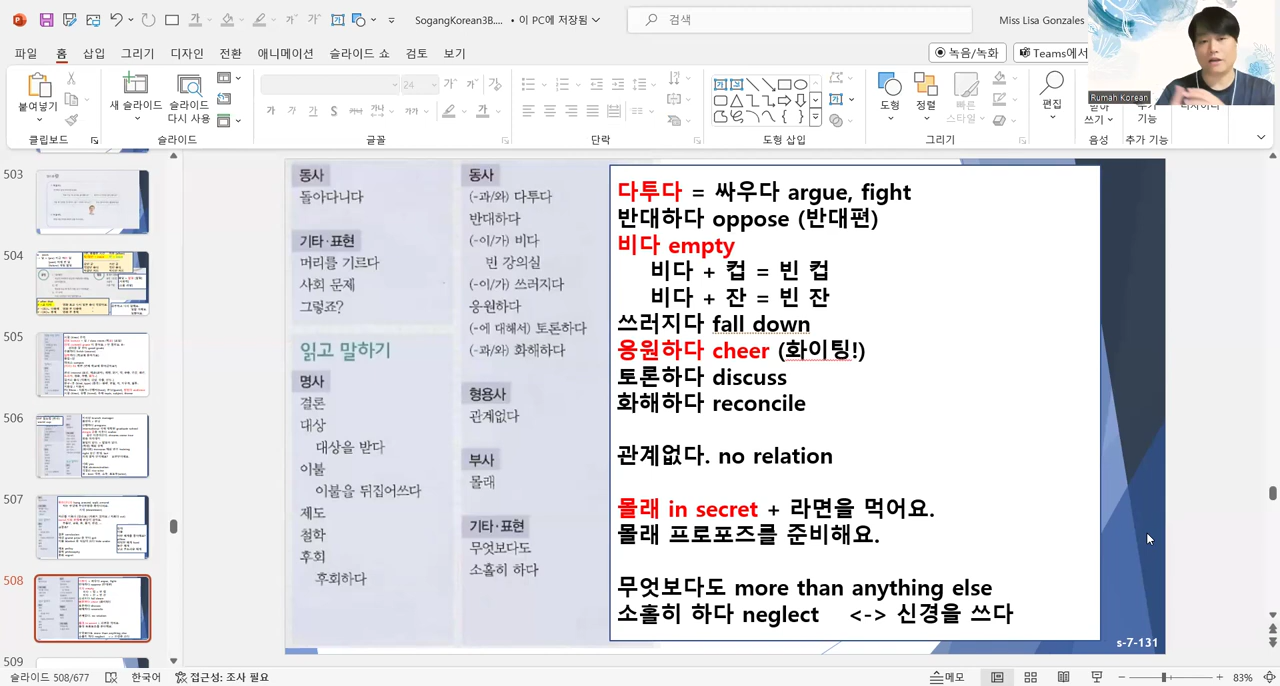 SogangKorean3B.... • 이 PC에 저장됨
검색
Miss Lisa Gonzales
파일 홈 삽입 그리기 디자인 전환 애니메이션 슬라이드 쇼 검토 보기
녹음/녹화
Teams에서
Rumah Korean
붙여넣기
새 슬라이드
슬라이드 다시 사용
24
도형
정렬
빠른 스타일
편집
쓰기
기능
클립보드
슬라이드
글꼴
단락
도형 삽입
그리기
음성
추가 기능
503
504
505
506
507
508
509
동사
돌아다니다
기타·표현
머리를 기르다
사회 문제
그렇죠?
읽고 말하기
명사
결론
대상
대상을 받다
이불
이불을 뒤집어쓰다
제도
철학
후회
후회하다
동사
(-과/와) 다투다
반대하다
(-이/가) 비다
빈 교실
(-이/가) 쓰러지다
응원하다
(-에 대해서) 토론하다
(-과/와) 화해하다
형용사
관계없다
부사
몰래
기타·표현
무엇보다도
소홀히 하다
다투다 = 싸우다 argue, fight
반대하다 oppose (반대편)
비다 empty
비다 + 컵 = 빈 컵
비다 + 잔 = 빈 잔
쓰러지다 fall down
응원하다 cheer (화이팅!)
토론하다 discuss
화해하다 reconcile
관계없다. no relation
몰래 in secret + 라면을 먹어요.
몰래 프로포즈를 준비해요.
무엇보다도 more than anything else
소홀히 하다 neglect <-> 신경을 쓰다
s-7-131
슬라이드 508/677
한국어
접근성: 조사 필요
메모
83%